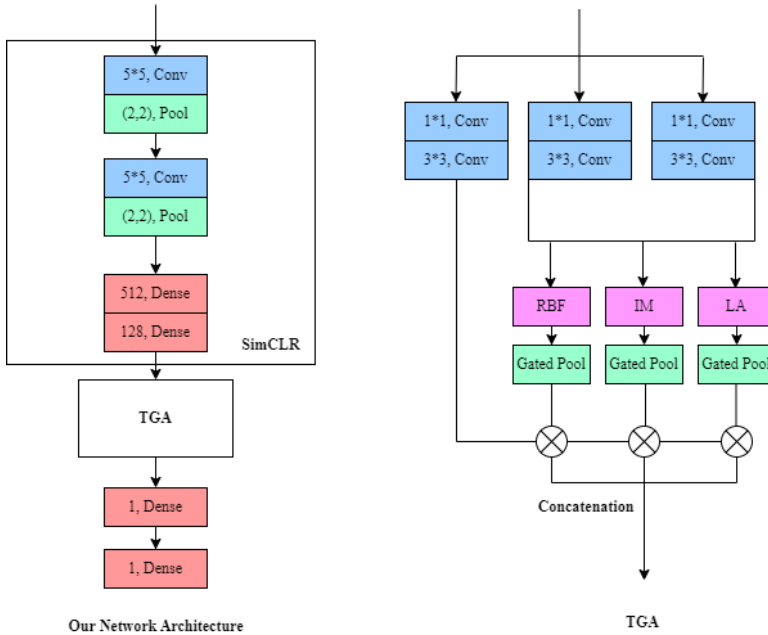 5*5, Conv
(2,2), Pool
5*5, Conv
(2,2), Pool
512, Dense
128, Dense
SimCLR
TGA
1, Dense
1, Dense
Our Network Architecture
1*1, Conv
3*3, Conv
1*1, Conv
3*3, Conv
1*1, Conv
3*3, Conv
RBF
IM
LA
Gated Pool
Gated Pool
Gated Pool
Concatenation
TGA